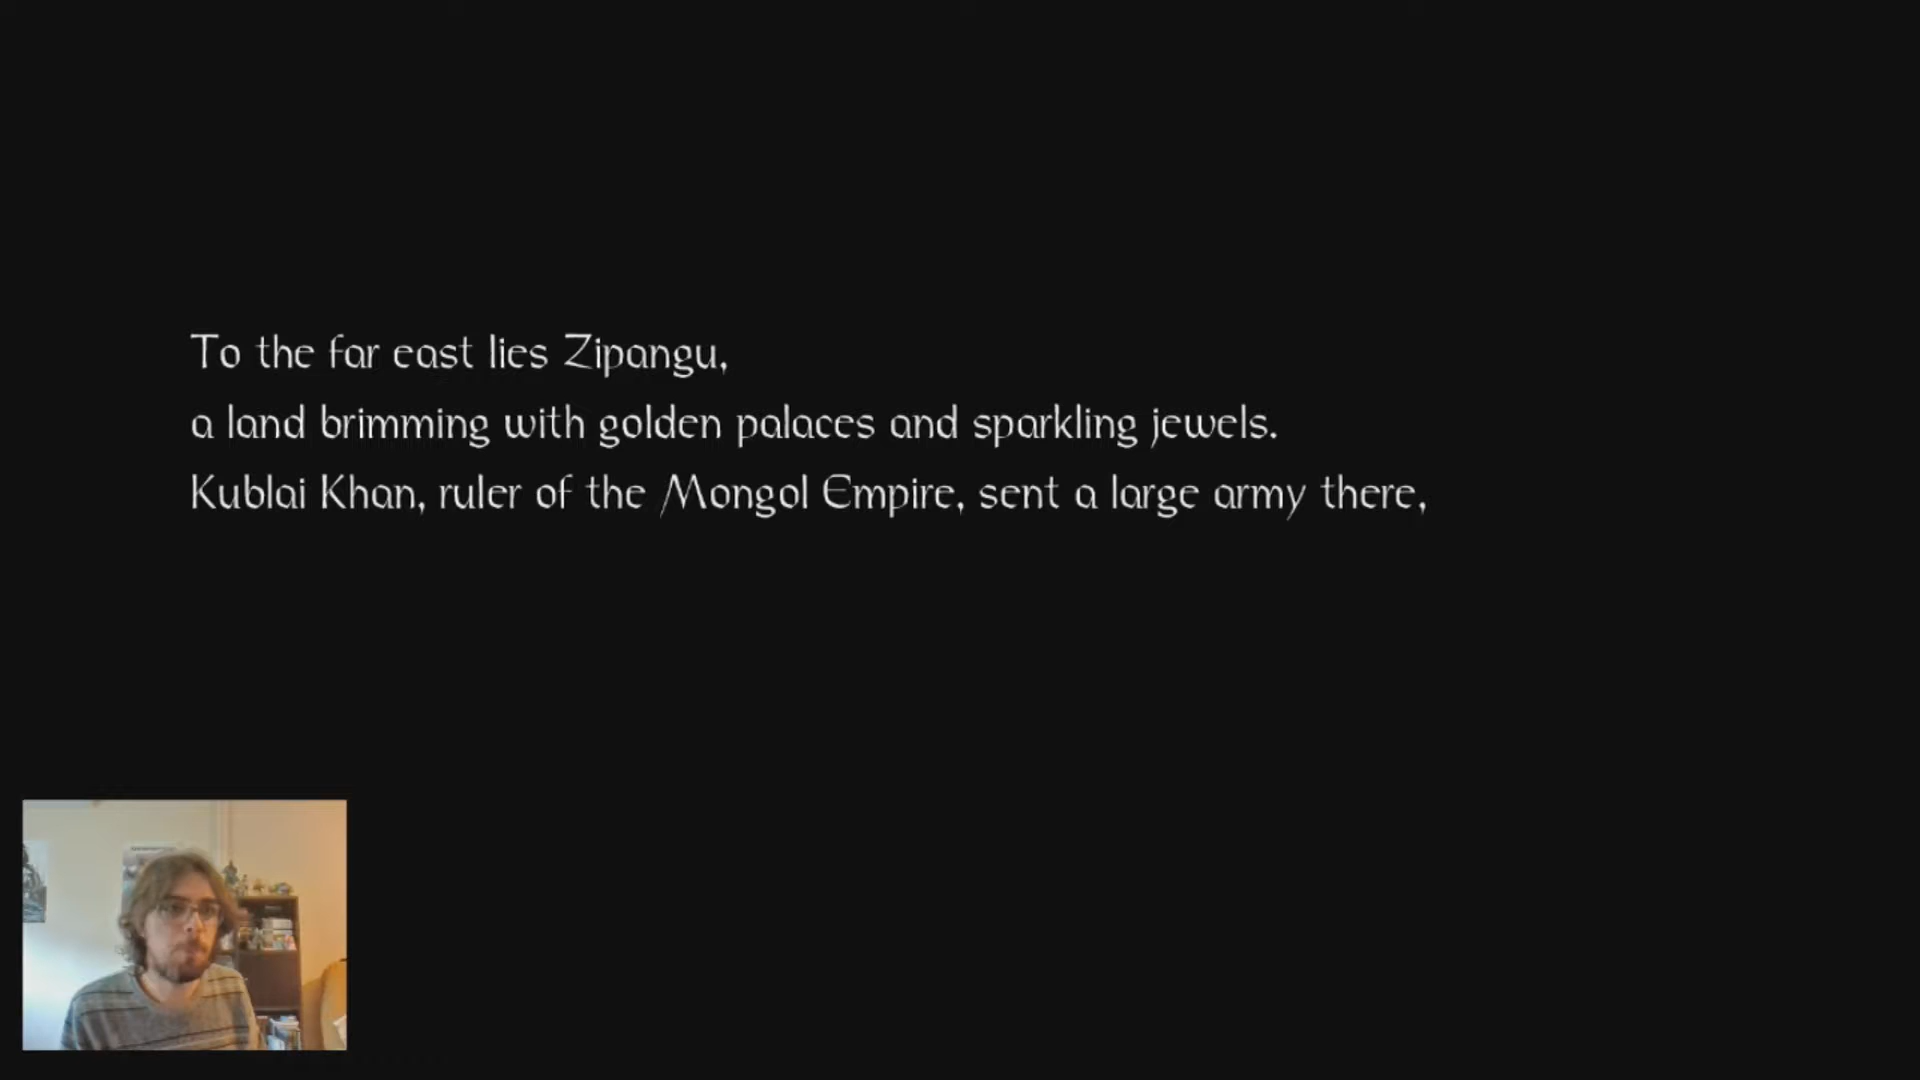 To the far east lies Zipangu,
a land brimming with golden palaces and sparkling jewels.
Kublai Khan, ruler of the Mongol Empire, sent a large army there,